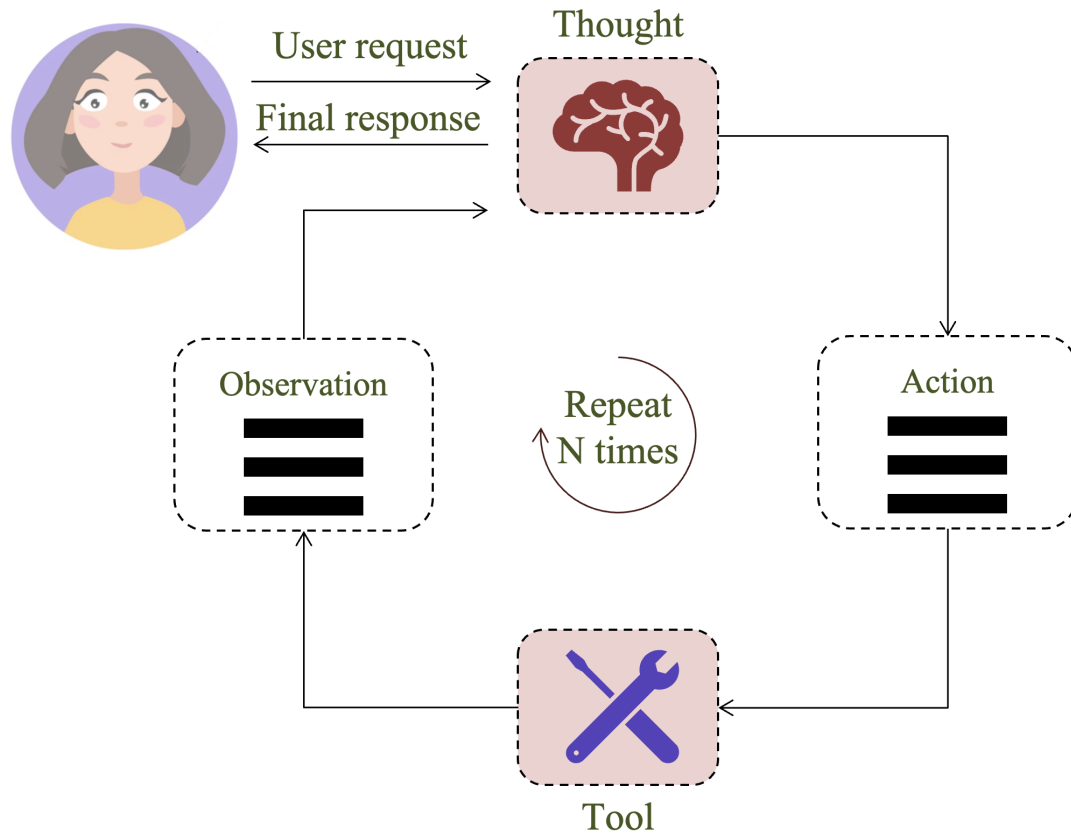 Thought
User request
Final response
Observation
Repeat
N times
Action
Tool